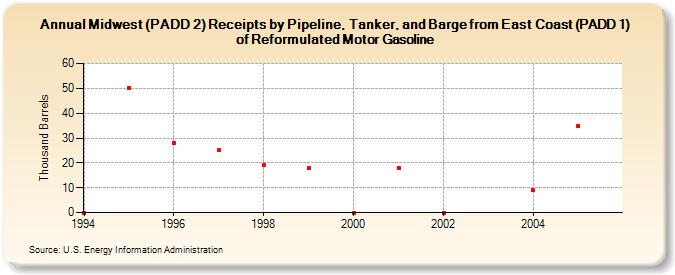 Annual Midwest (PADD 2) Receipts by Pipeline, Tanker, and Barge from East Coast (PADD 1)
of Reformulated Motor Gasoline
Thousand Barrels
60
50
40
30
20
10
0
1994 1996 1998 2000 2002 2004
Source: U.S. Energy Information Administration